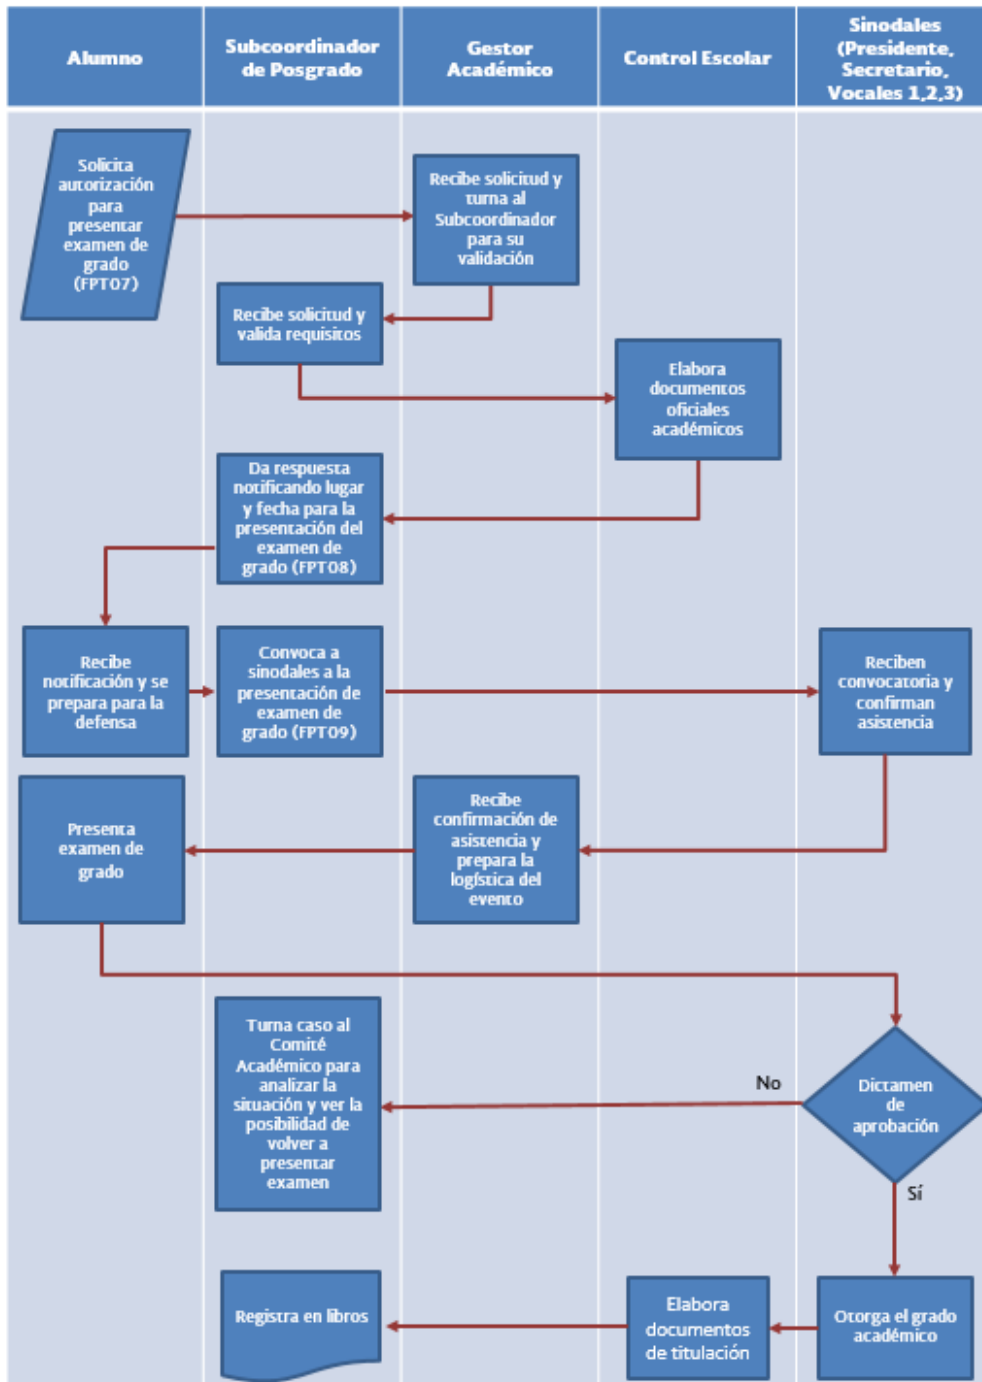 Alumno
Subcoordinador
de Posgrado
Gestor
Académico
Control Escolar
Sinodales
(Presidente,
Secretario,
Vocales 1,2,3)
Solicita
autorización
para
presentar
examen de
grado
(FPT07)
Recibe solicitud y
turna al
Subcoordinador
para su
validación
Recibe solicitud y
valida requisitos
Elabora
documentos
oficiales
académicos
Da respuesta
notificando lugar
y fecha para la
presentación del
examen de
grado (FPT08)
Recibe
notificación y se
prepara para la
defensa
Convoca a
sinodales a la
presentación de
examen de
grado (FPT09)
Reciben
convocatoria y
confirman
asistencia
Recibe
confirmación de
asistencia y
prepara la
logística del
evento
Presenta
examen de
grado
Dictamen
de
aprobación
No
Turna caso al
Comité
Académico para
analizar la
situación y ver la
posibilidad de
volver a
presentar
examen
Sí
Otorga el grado
académico
Elabora
documentos
de titulación
Registra en libros